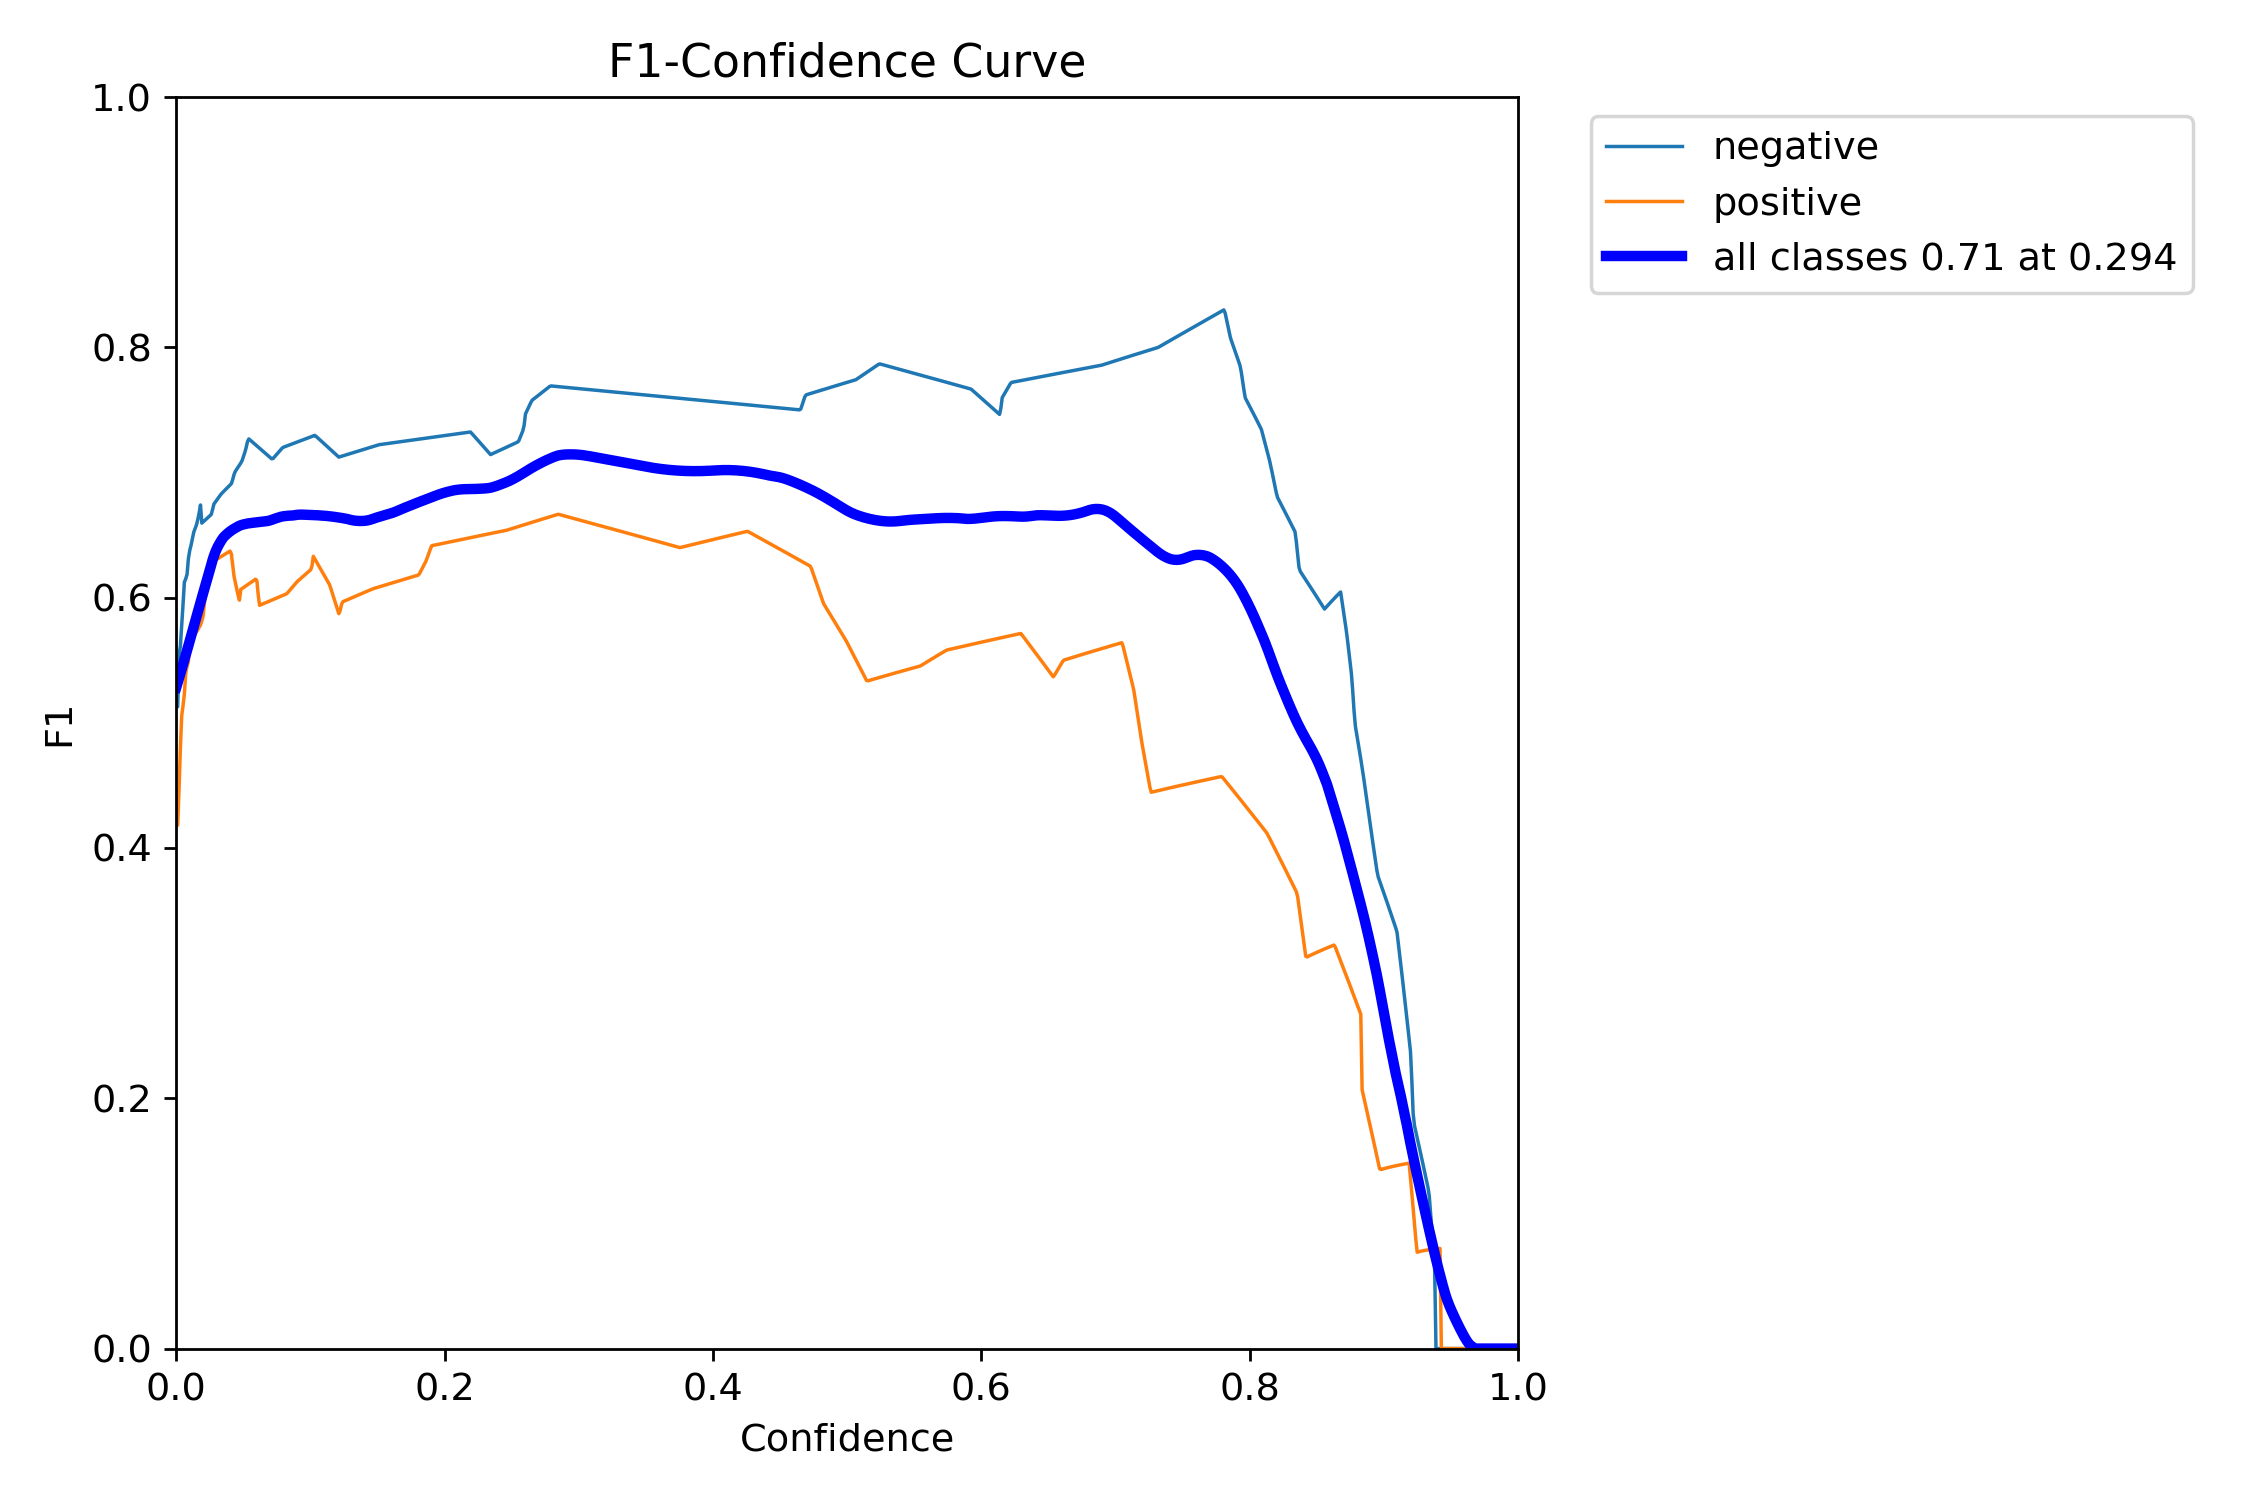 F1-Confidence Curve
negative
positive
all classes 0.71 at 0.294
1.0
0.8
0.6
0.4
0.2
0.0
F1
0.0 0.2 0.4 0.6 0.8 1.0
Confidence